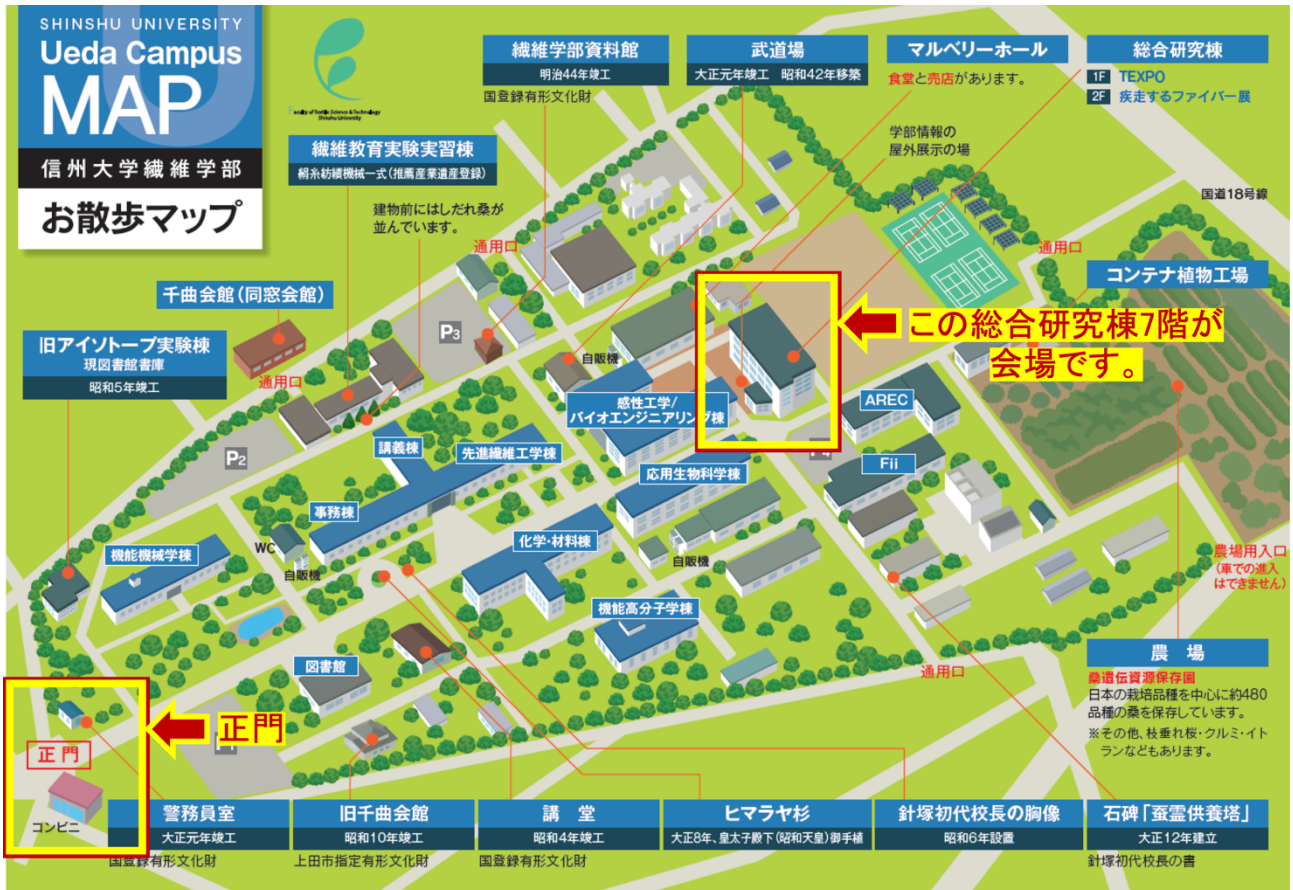 SHINSHU UNIVERSITY
Ueda Campus
MAP
信州大学繊維学部
お散歩マップ
Faculty of Textile Science & Technology
Shinshu University
繊維学部資料館
明治44年竣工
国登録有形文化財
武道場
大正元年竣工 昭和42年移築
マルベリーホール
食堂と売店があります。
総合研究棟
1F TEXPO
2F 疾走するファイバー展
繊維教育実験実習棟
絹糸紡績機械一式(推薦産業遺産登録)
建物前にはしだれ桑が
並んでいます。
学部情報の
屋外展示の場
国道18号線
通用口
通用口
コンテナ植物工場
千曲会館(同窓会館)
P3
自販機
この総合研究棟7階が
会場です。
旧アイソトープ実験棟
現図書館書庫
昭和5年竣工
通用口
感性工学/
バイオエンジニアリング棟
AREC
講義棟
先進繊維工学棟
P2
P4
Fii
応用生物科学棟
事務棟
化学・材料棟
機能機械学棟
WC
自販機
自販機
農場用入口
(車での進入
はできません)
機能高分子学棟
図書館
通用口
農 場
桑遺伝資源保存園
日本の栽培品種を中心に約480
品種の桑を保存しています。
※その他、枝垂れ桜・クルミ・イト
ランなどもあります。
正門
P1
正門
コンビニ
警務員室
大正元年竣工
国登録有形文化財
旧千曲会館
昭和10年竣工
上田市指定有形文化財
講 堂
昭和4年竣工
国登録有形文化財
ヒマラヤ杉
大正8年、皇太子殿下(昭和天皇)御手植
針塚初代校長の胸像
昭和6年設置
石碑「蚕霊供養塔」
大正12年建立
針塚初代校長の書